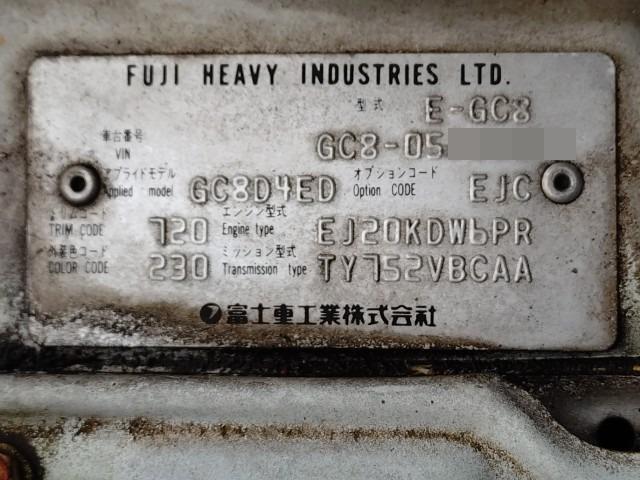 FUJI HEAVY INDUSTRIES LTD.
型式 E-GC8
車台番号 VIN GC8-05
アプライドモデル Applied model GC8D4ED オプションコード Option CODE EJC
トリムコード TRIM CODE 720 エンジン型式 Engine type EJ20KDW6PR
外装色コード COLOR CODE 230 ミッション型式 Transmission type TY752VBCAA
富士重工業株式会社